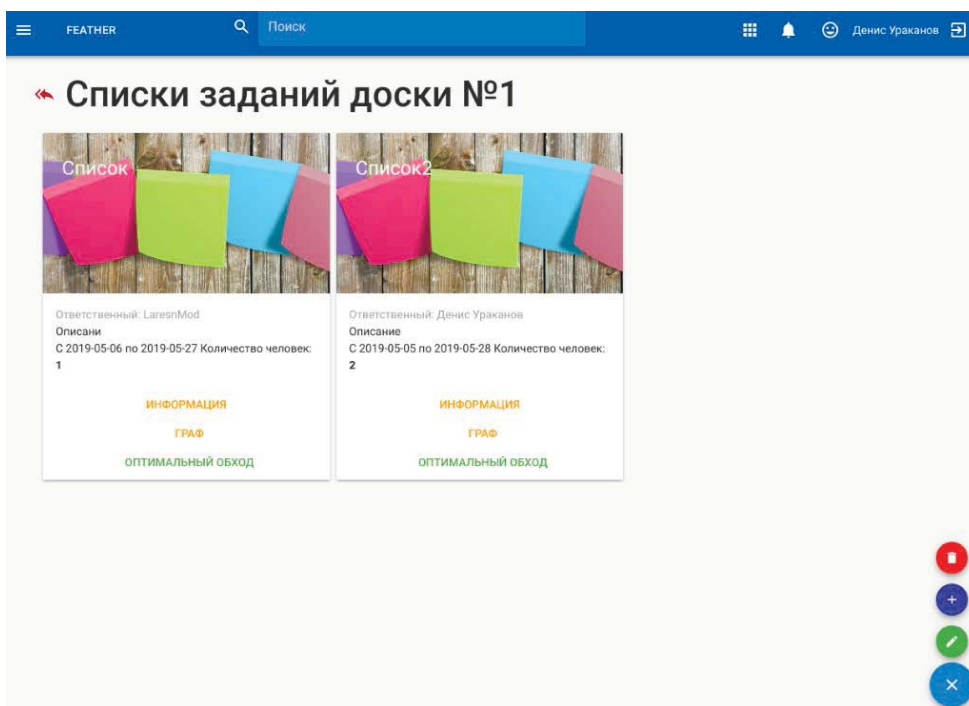 FEATHER
Поиск
Денис Ураканов
Списки заданий доски №1
Список
Список2
Ответственный: LaresnMod
Описани
С 2019-05-06 по 2019-05-27 Количество человек:
1
ИНФОРМАЦИЯ
ГРАФ
ОПТИМАЛЬНЫЙ ОБХОД
Ответственный: Денис Ураканов
Описание
С 2019-05-05 по 2019-05-28 Количество человек:
2
ИНФОРМАЦИЯ
ГРАФ
ОПТИМАЛЬНЫЙ ОБХОД